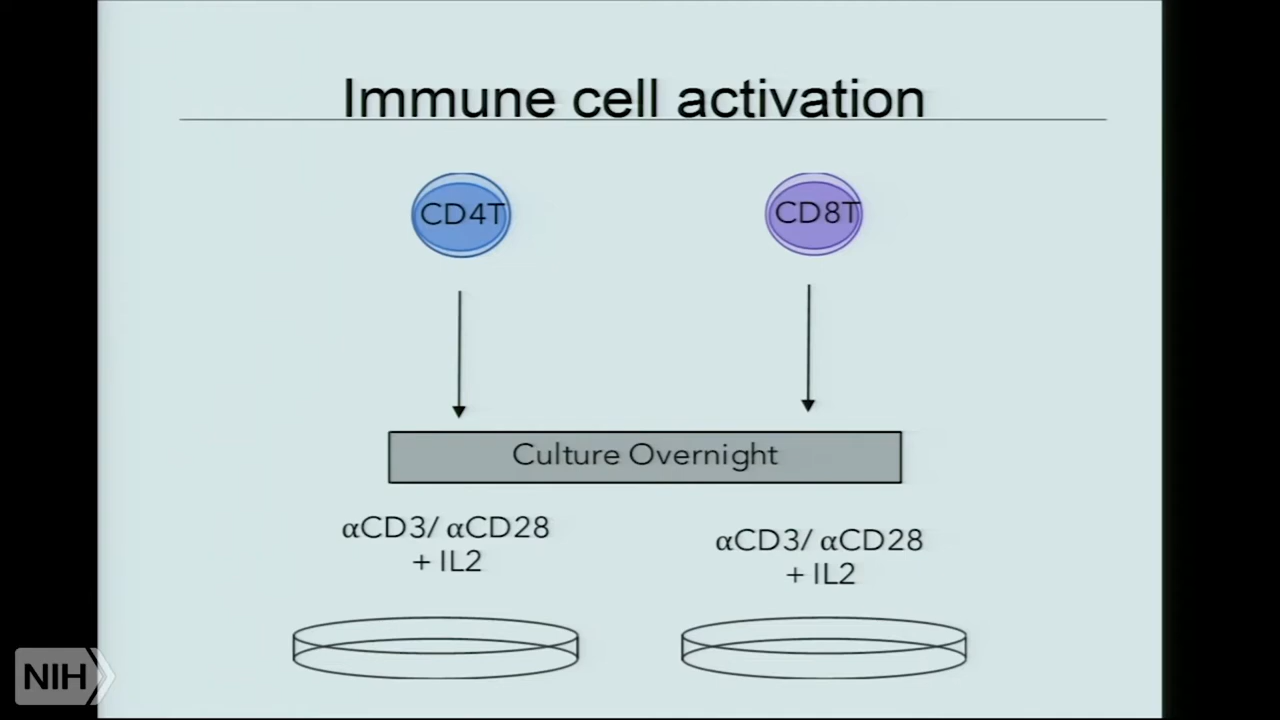 Immune cell activation
CD4T
CD8T
Culture Overnight
αCD3/ αCD28
+ IL2
αCD3/ αCD28
+ IL2
NIH